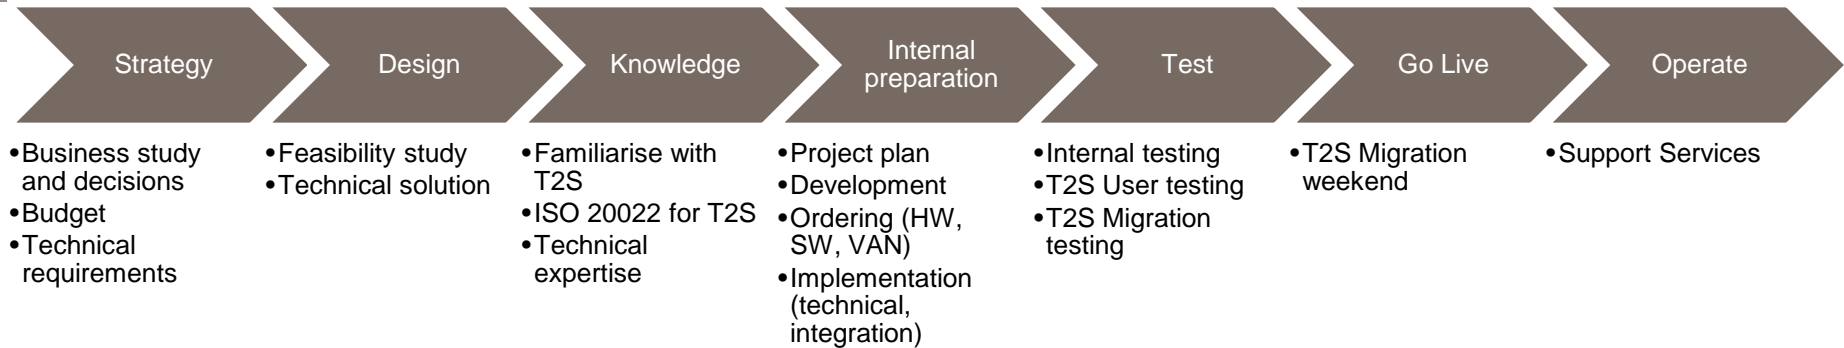 Strategy
Design
Knowledge
Internal
preparation
Test
Go Live
Operate
•Business study
and decisions
•Budget
•Technical
requirements
•Feasibility study
•Technical solution
•Familiarise with
T2S
•ISO 20022 for T2S
•Technical
expertise
•Project plan
•Development
•Ordering (HW,
SW, VAN)
•Implementation
(technical,
integration)
•Internal testing
•T2S User testing
•T2S Migration
testing
•T2S Migration
weekend
•Support Services